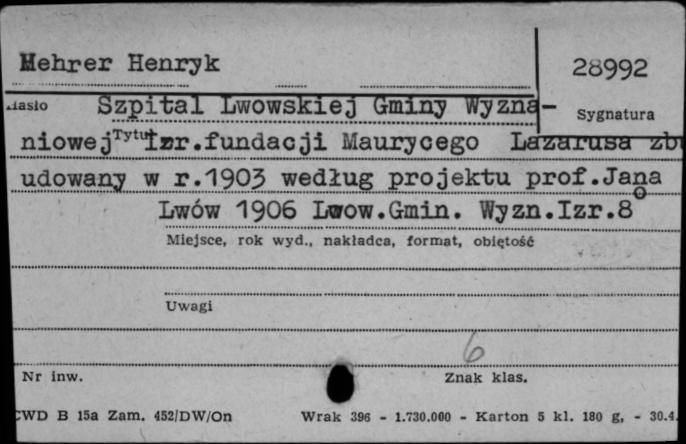 Mehrer Henryk
28992
Hasło Szpital Lwowskiej Gminy Wyzna-
Sygnatura
niowej Tytuł Izr.fundacji Maurycego Lazarusa zbu
udowany w r.1903 według projektu prof.Jana
Lwów 1906 Lwow.Gmin. Wyzn.Izr.8°
Miejsce, rok wyd., nakładca, format, objętość
Uwagi
6
Nr inw.
Znak klas.
CWD B 15a Zam. 452/DW/On Wrak 396 - 1.730.000 - Karton 5 kl. 180 g, - 30.4.